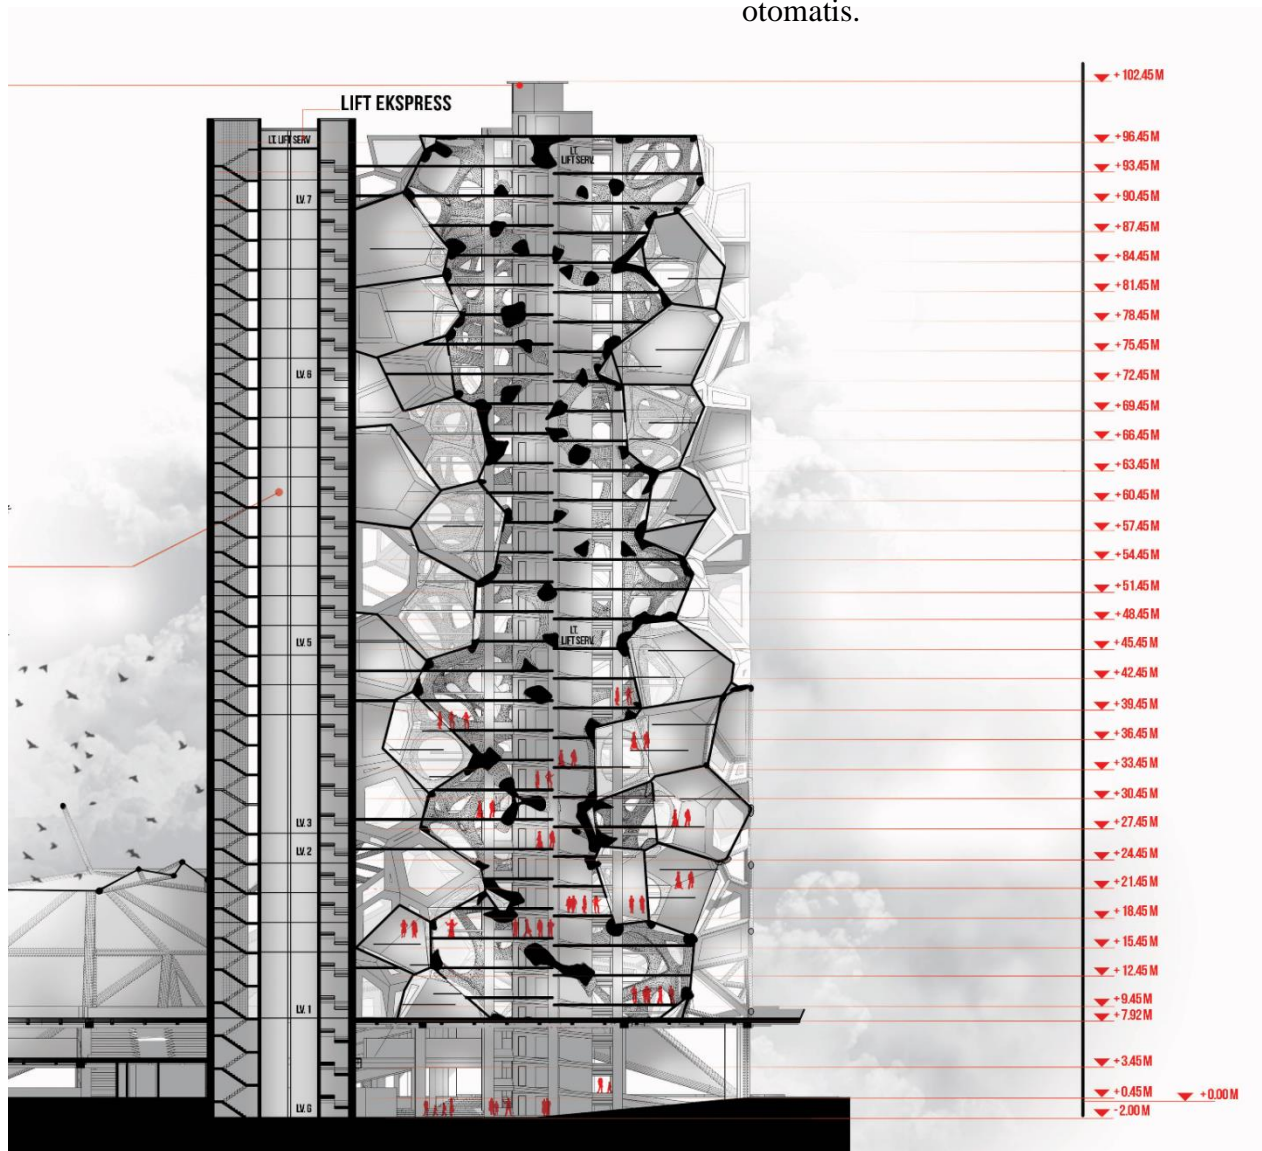 otomatis.
LIFT EKSPRESS
LT. LIFT SERV
LT.
LIFT SERV.
LV. 7
LV. 6
LV. 5
LT.
LIFT SERV.
LV. 3
LV. 2
LV. 1
LV. G
+ 102.45 M
+96.45 M
+93.45 M
+90.45 M
+87.45 M
+84.45 M
+81.45 M
+78.45 M
+75.45 M
+72.45 M
+69.45 M
+66.45 M
+63.45 M
+60.45 M
+57.45 M
+54.45 M
+51.45 M
+48.45 M
+45.45 M
+42.45 M
+39.45 M
+36.45 M
+33.45 M
+30.45 M
+27.45 M
+24.45 M
+21.45 M
+18.45 M
+15.45 M
+12.45 M
+9.45 M
+7.92 M
+3.45 M
+0.45 M
+0.00 M
-2.00 M